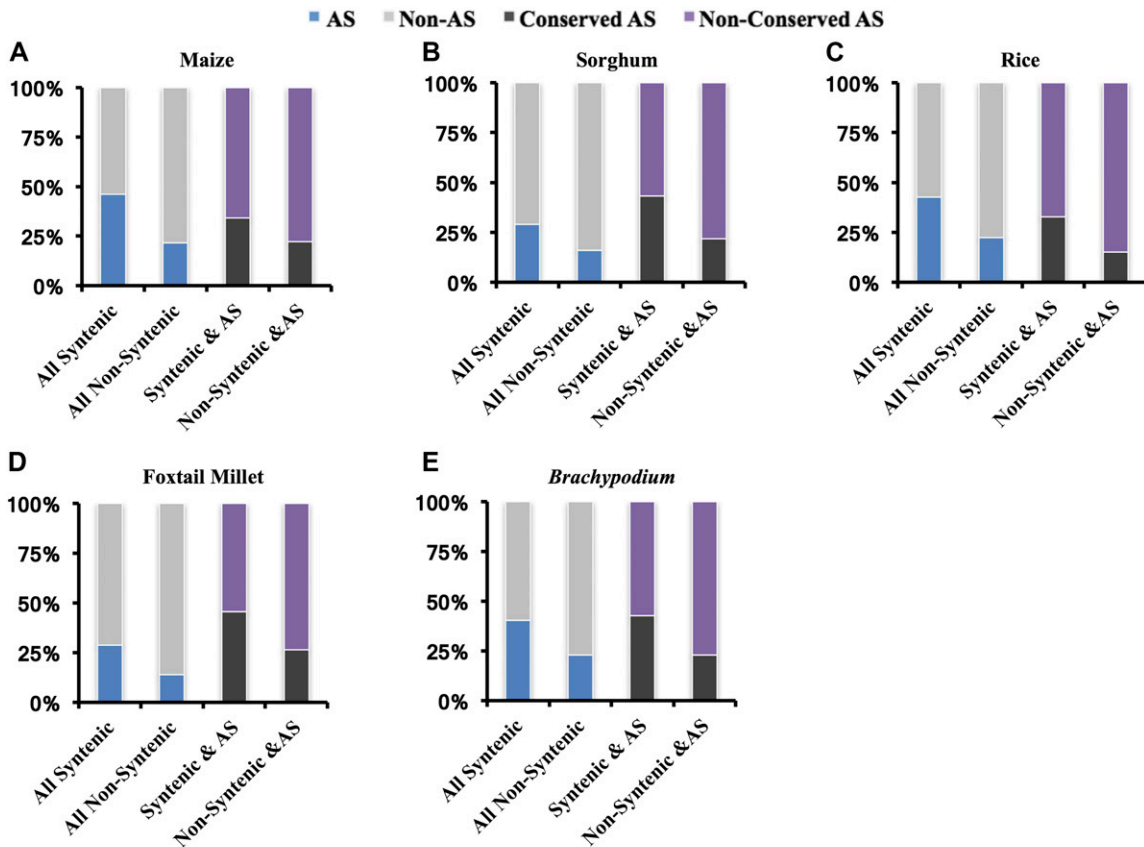 AS Non-AS Conserved AS Non-Conserved AS
A Maize
100%
75%
50%
25%
0%
All Syntenic
All Non-Syntenic
Syntenic & AS
Non-Syntenic &AS
B Sorghum
100%
75%
50%
25%
0%
All Syntenic
All Non-Syntenic
Syntenic & AS
Non-Syntenic &AS
C Rice
100%
75%
50%
25%
0%
All Syntenic
All Non-Syntenic
Syntenic & AS
Non-Syntenic &AS
D Foxtail Millet
100%
75%
50%
25%
0%
All Syntenic
All Non-Syntenic
Syntenic & AS
Non-Syntenic &AS
E Brachypodium
100%
75%
50%
25%
0%
All Syntenic
All Non-Syntenic
Syntenic & AS
Non-Syntenic &AS